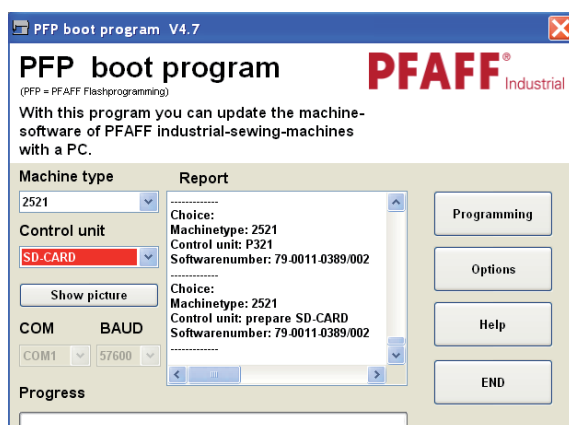 PFP boot program V4.7
PFP boot program
(PFP = PFAFF Flashprogramming)
PFAFF® Industrial
With this program you can update the machine-
software of PFAFF industrial-sewing-machines
with a PC.
Machine type
2521
Control unit
SD-CARD
Show picture
COM BAUD
COM1 57600
Report
-------------
Choice:
Machinetype: 2521
Control unit: P321
Softwarenumber: 79-0011-0389/002
-------------
Choice:
Machinetype: 2521
Control unit: prepare SD-CARD
Softwarenumber: 79-0011-0389/002
-------------
Programming
Options
Help
END
Progress